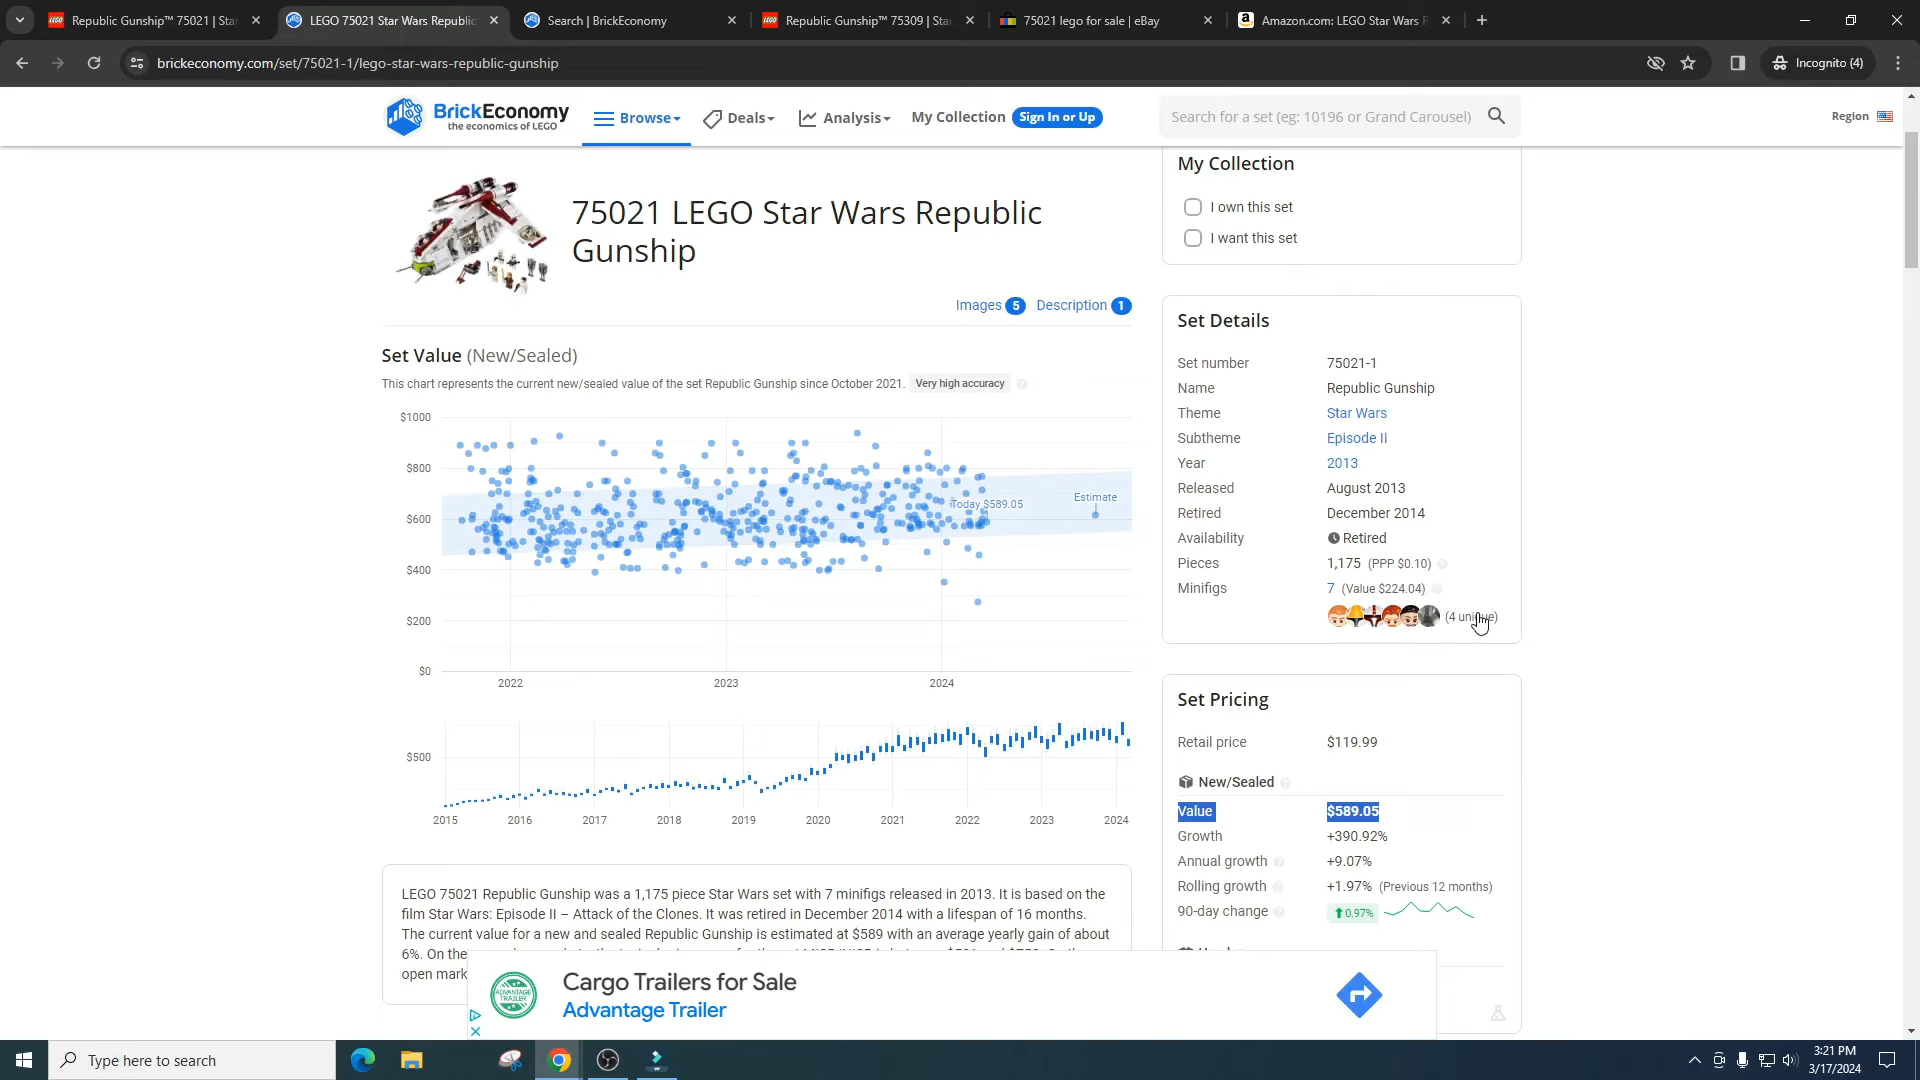 Republic Gunship™ 75021 | Sta
LEGO 75021 Star Wars Republic
Search | BrickEconomy
Republic Gunship™ 75309 | Sta
75021 lego for sale | eBay
Amazon.com: LEGO Star Wars R
brickeconomy.com/set/75021-1/lego-star-wars-republic-gunship
Incognito (4)
BrickEconomy
the economics of LEGO
Browse
Deals
Analysis
My Collection
Sign In or Up
Search for a set (eg: 10196 or Grand Carousel)
Region
75021 LEGO Star Wars Republic
Gunship
Images 5
Description 1
Set Value (New/Sealed)
This chart represents the current new/sealed value of the set Republic Gunship since October 2021. Very high accuracy
$1000
$800
$600
$400
$200
$0
Today $589.05
Estimate
2022 2023 2024
$500
2015 2016 2017 2018 2019 2020 2021 2022 2023 2024
LEGO 75021 Republic Gunship was a 1,175 piece Star Wars set with 7 minifigs released in 2013. It is based on the
film Star Wars: Episode II – Attack of the Clones. It was retired in December 2014 with a lifespan of 16 months.
The current value for a new and sealed Republic Gunship is estimated at $589 with an average yearly gain of about
6%. On the
open mark
My Collection
I own this set
I want this set
Set Details
Set number 75021-1
Name Republic Gunship
Theme Star Wars
Subtheme Episode II
Year 2013
Released August 2013
Retired December 2014
Availability Retired
Pieces 1,175 (PPP $0.10)
Minifigs 7 (Value $224.04)
(4 unique)
Set Pricing
Retail price $119.99
New/Sealed
Value $589.05
Growth +390.92%
Annual growth +9.07%
Rolling growth +1.97% (Previous 12 months)
90-day change 0.97%
ADVANTAGE TRAILER
Cargo Trailers for Sale
Advantage Trailer
Type here to search
3:21 PM
3/17/2024